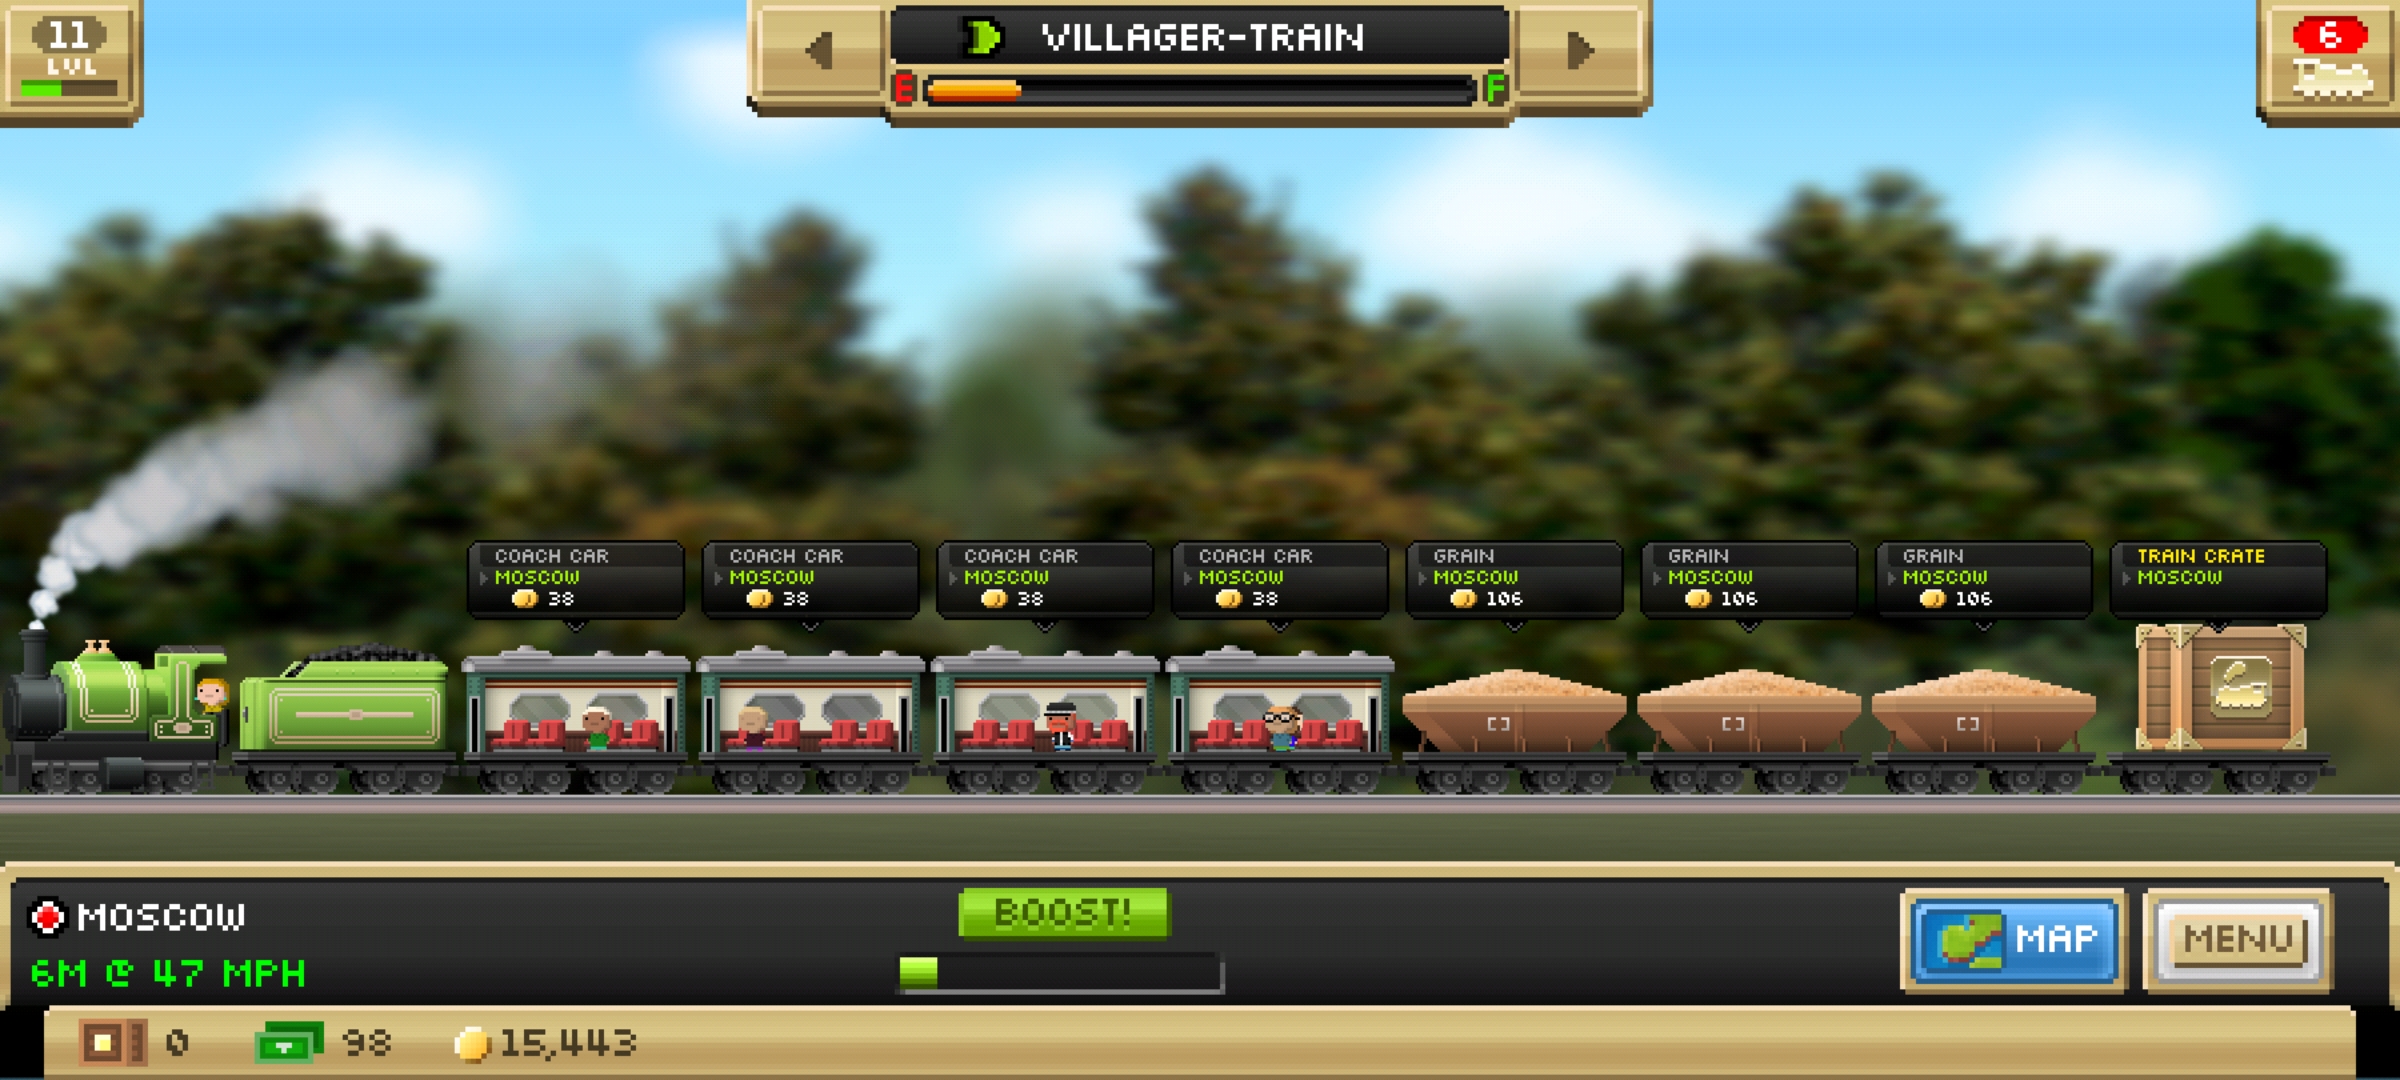 11
LVL
VILLAGER-TRAIN
E F
6
COACH CAR
MOSCOW
38
COACH CAR
MOSCOW
38
COACH CAR
MOSCOW
38
COACH CAR
MOSCOW
38
GRAIN
MOSCOW
106
GRAIN
MOSCOW
106
GRAIN
MOSCOW
106
TRAIN CRATE
MOSCOW
MOSCOW
6M @ 47 MPH
BOOST!
MAP
MENU
0
98
15,443